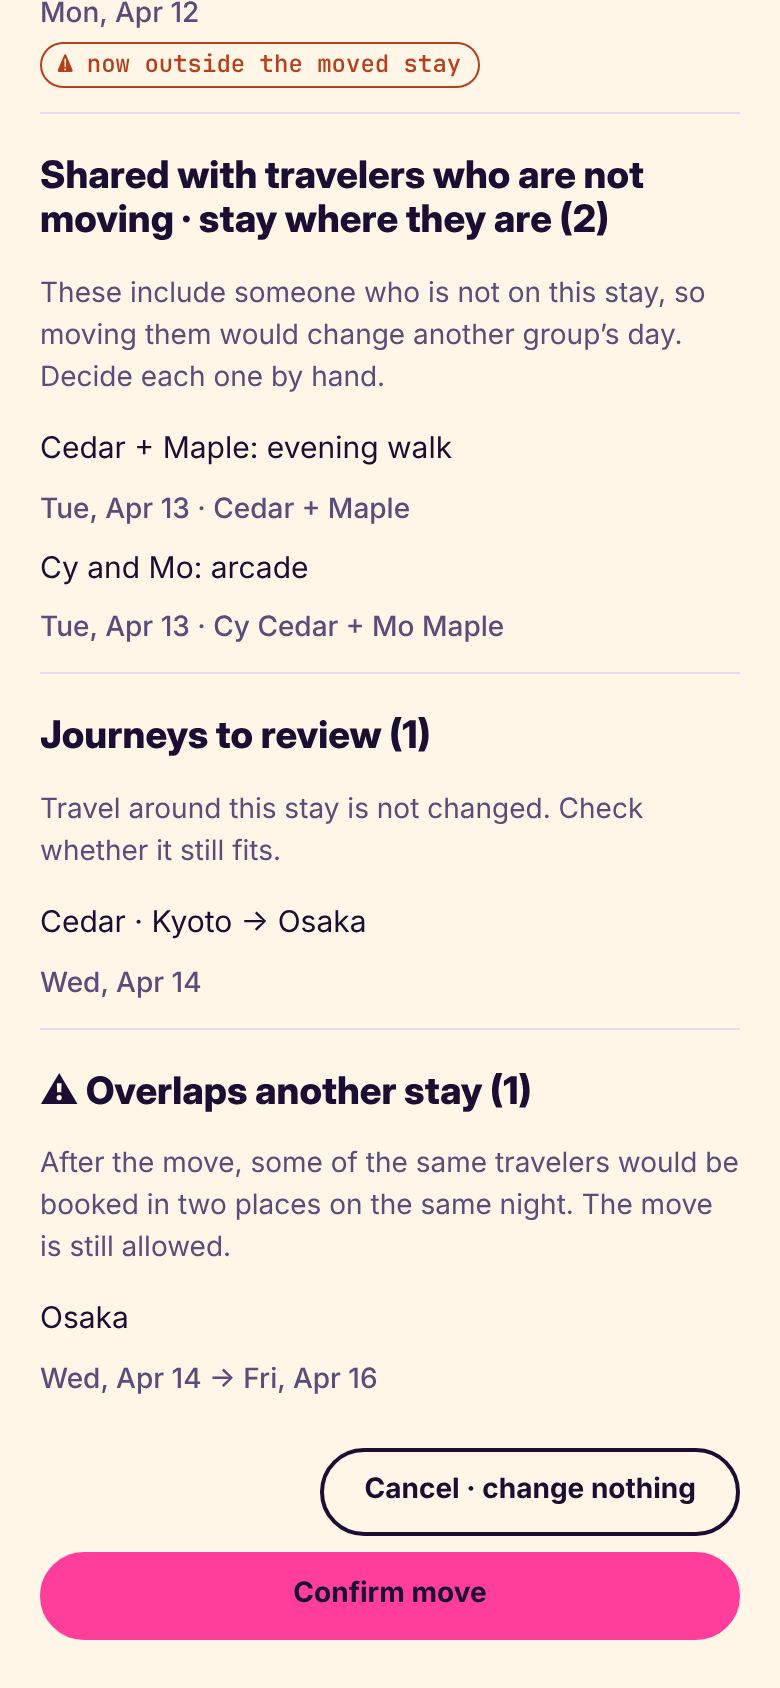 Mon, Apr 12
⚠ now outside the moved stay
Shared with travelers who are not
moving · stay where they are (2)
These include someone who is not on this stay, so
moving them would change another group’s day.
Decide each one by hand.
Cedar + Maple: evening walk
Tue, Apr 13 · Cedar + Maple
Cy and Mo: arcade
Tue, Apr 13 · Cy Cedar + Mo Maple
Journeys to review (1)
Travel around this stay is not changed. Check
whether it still fits.
Cedar · Kyoto → Osaka
Wed, Apr 14
⚠ Overlaps another stay (1)
After the move, some of the same travelers would be
booked in two places on the same night. The move
is still allowed.
Osaka
Wed, Apr 14 → Fri, Apr 16
Cancel · change nothing
Confirm move